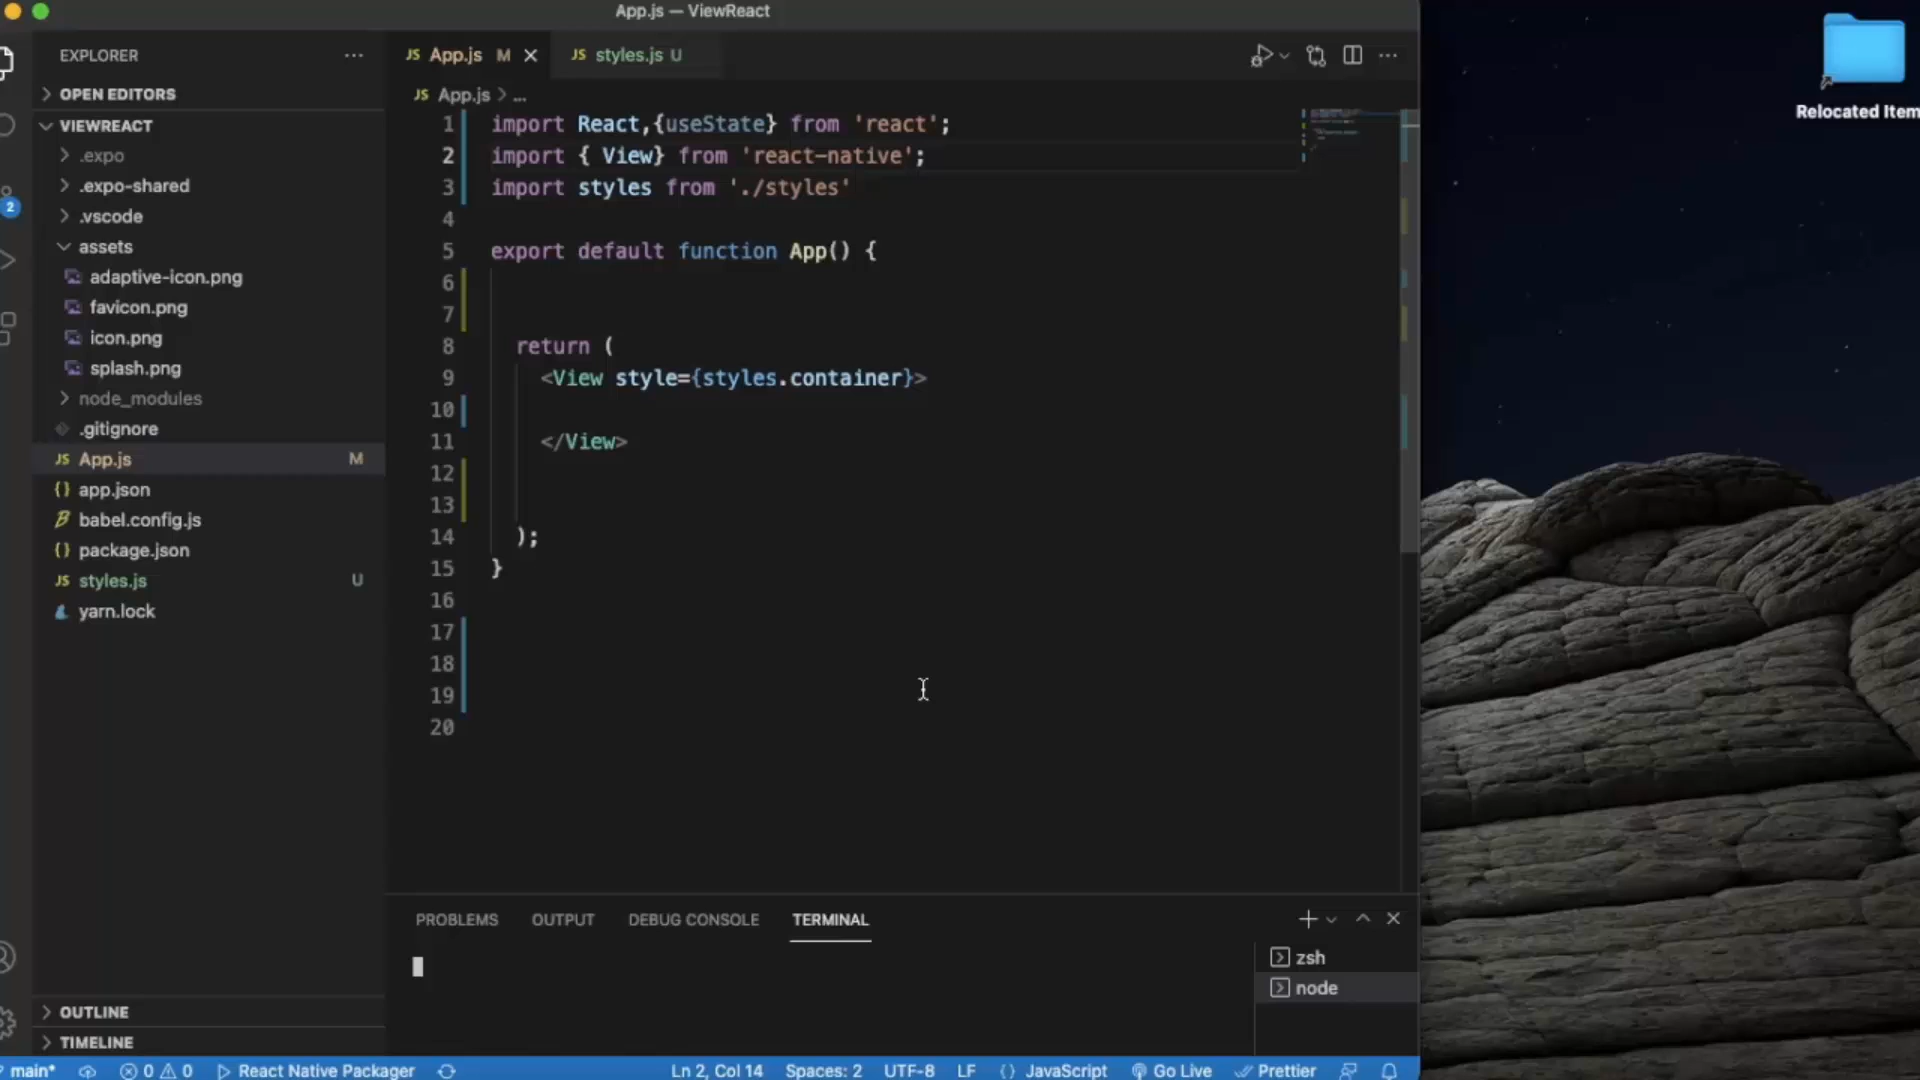 App.js — ViewReact
EXPLORER
OPEN EDITORS
VIEWREACT
.expo
.expo-shared
.vscode
assets
adaptive-icon.png
favicon.png
icon.png
splash.png
node_modules
.gitignore
App.js M
app.json
babel.config.js
package.json
styles.js U
yarn.lock
OUTLINE
TIMELINE
2
JS App.js M
JS styles.js U
JS App.js > ...
1 import React,{useState} from 'react';
2 import { View} from 'react-native';
3 import styles from './styles'
4
5 export default function App() {
6
7
8 return (
9 <View style={styles.container}>
10
11 </View>
12
13
14 );
15 }
16
17
18
19
20
PROBLEMS OUTPUT DEBUG CONSOLE TERMINAL
zsh
node
main* 0 0 React Native Packager Ln 2, Col 14 Spaces: 2 UTF-8 LF {} JavaScript Go Live Prettier
Relocated Item